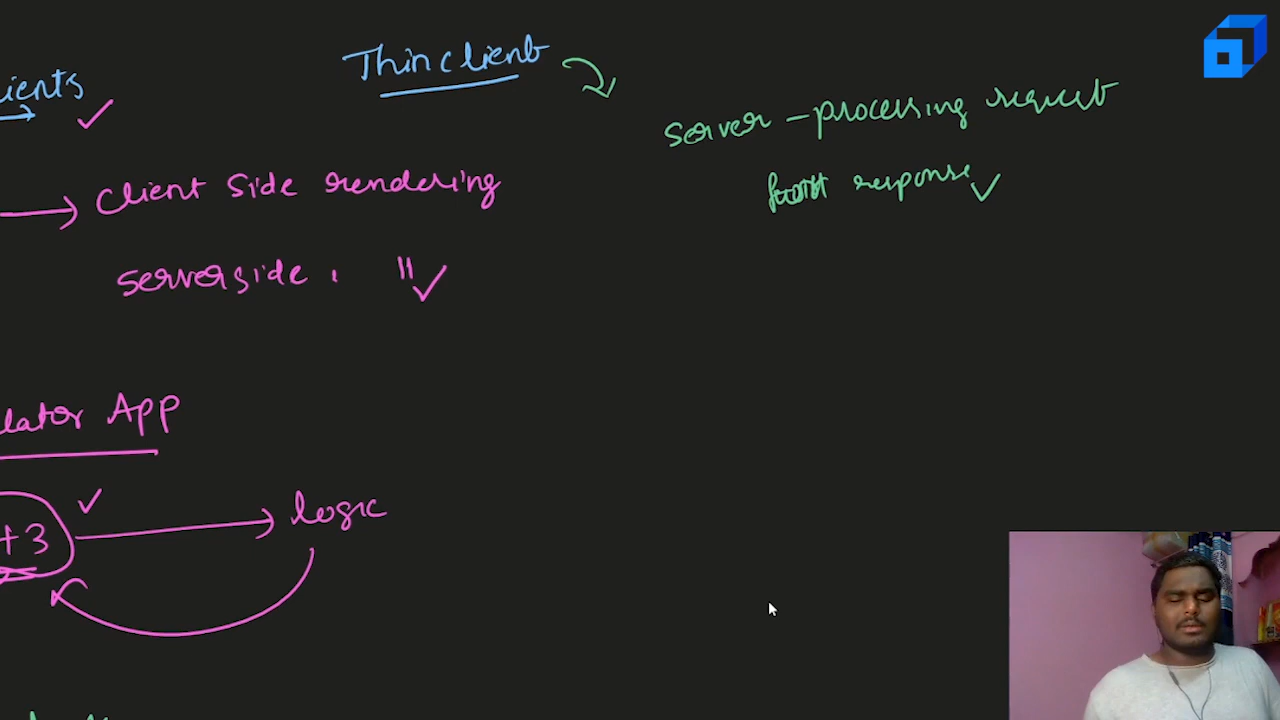 ients
Thin client
server - processing request
response
client side rendering
serverside . "
lator App
+ 3
logic